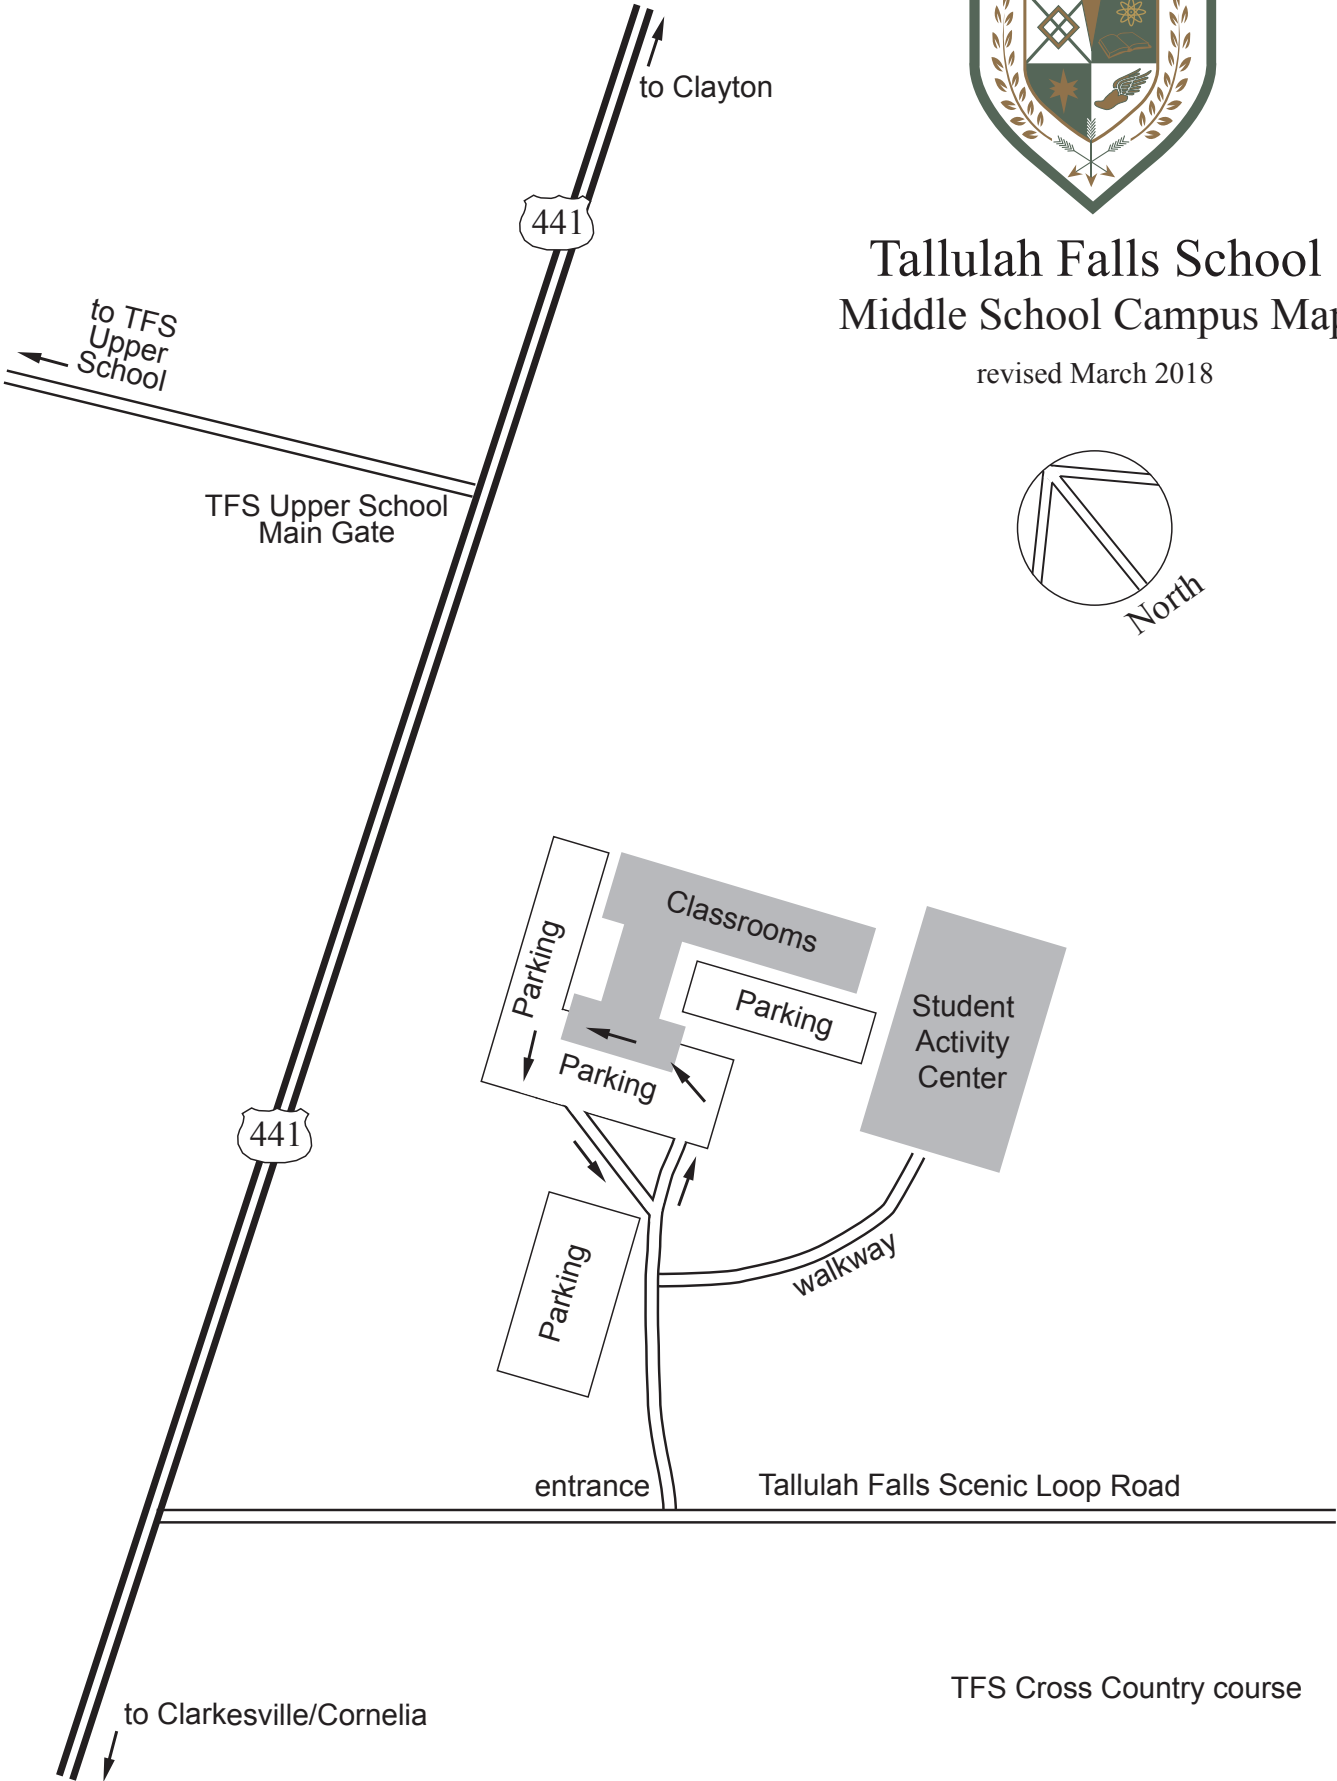 to Clayton
441
Tallulah Falls School
Middle School Campus Map
revised March 2018
to TFS
Upper
School
TFS Upper School
Main Gate
North
Classrooms
Parking
Parking
Student
Activity
Center
Parking
441
walkway
Parking
entrance
Tallulah Falls Scenic Loop Road
TFS Cross Country course
to Clarkesville/Cornelia